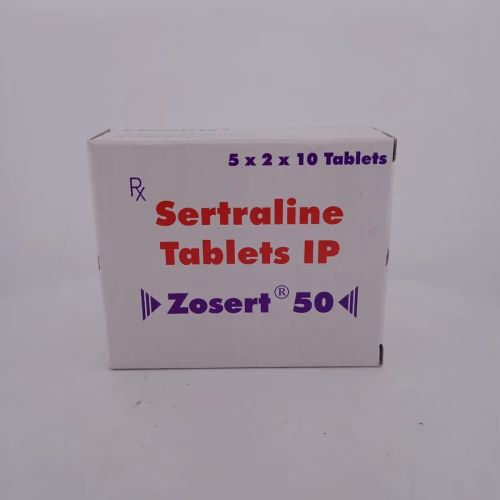 5 x 2 x 10 Tablets
Rx
Sertraline
Tablets IP
Zosert® 50